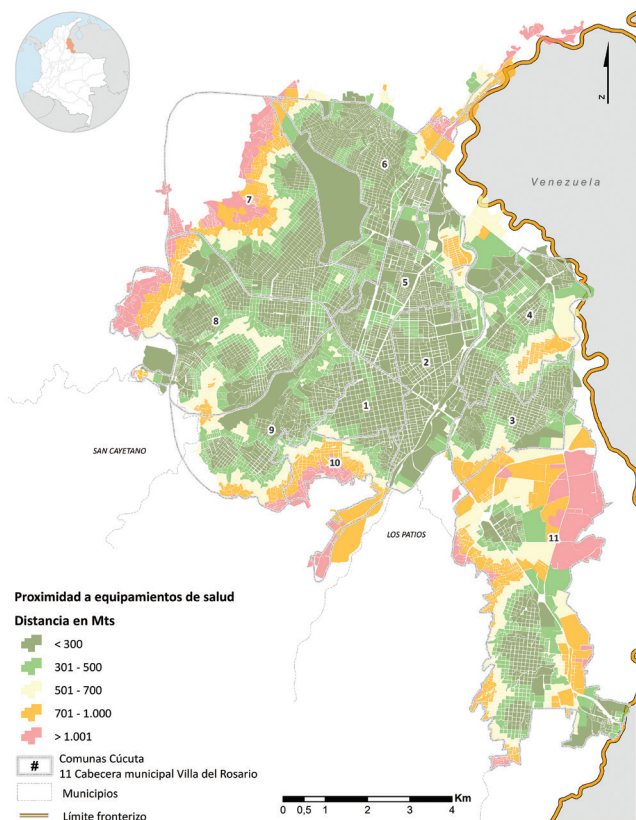 N
Venezuela
6
7
5
4
8
2
1
3
9
SAN CAYETANO
10
LOS PATIOS
11
Proximidad a equipamientos de salud
Distancia en Mts
< 300
301 - 500
501 - 700
701 - 1.000
> 1.001
# Comunas Cúcuta
11 Cabecera municipal Villa del Rosario
Municipios
Límite fronterizo
Km
0 0,5 1 2 3 4